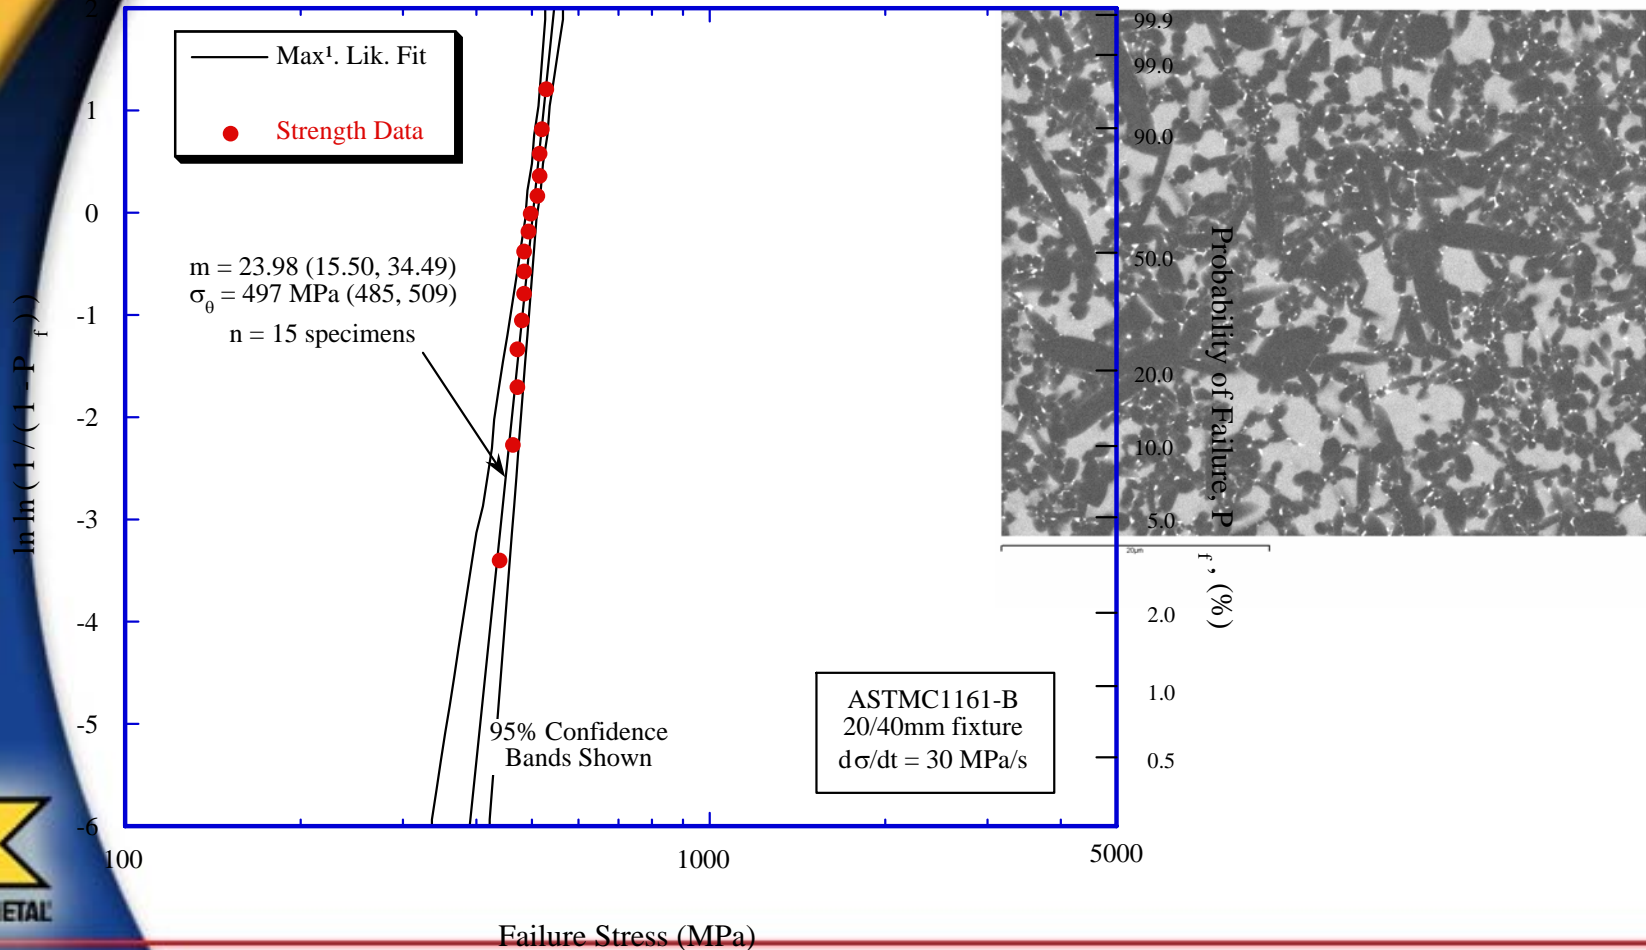 2
1
0
-1
-2
-3
-4
-5
-6
ln ln ( 1 / ( 1 - P f ) )
Max¹. Lik. Fit
Strength Data
m = 23.98 (15.50, 34.49)
σθ = 497 MPa (485, 509)
n = 15 specimens
95% Confidence
Bands Shown
ASTMC1161-B
20/40mm fixture
dσ/dt = 30 MPa/s
100
1000
5000
Failure Stress (MPa)
99.9
99.0
90.0
50.0
20.0
10.0
5.0
2.0
1.0
0.5
Probability of Failure, P f , (%)
20µm
ETAL